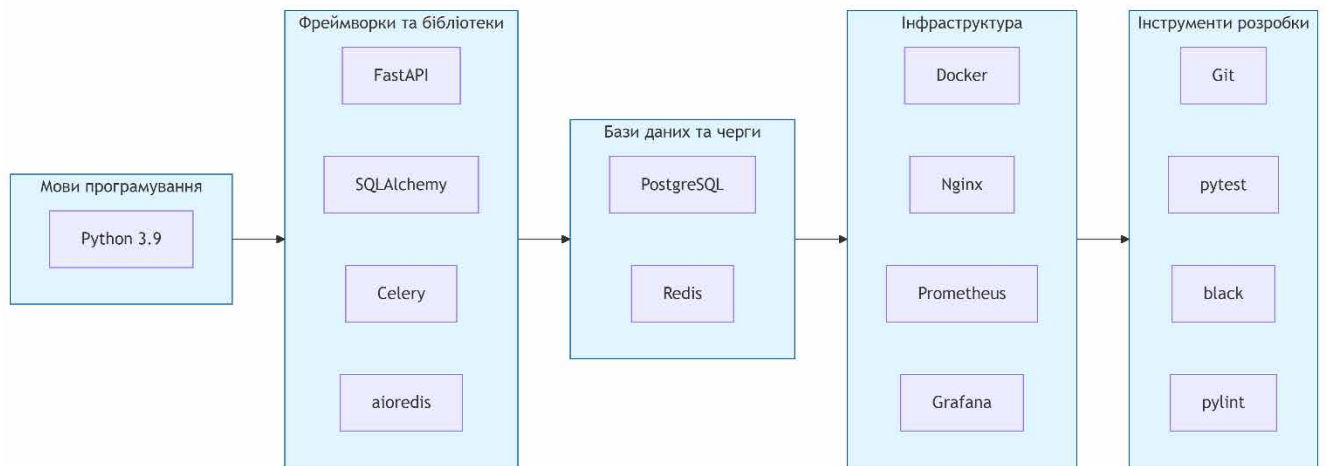 Мови програмування
Python 3.9
Фреймворки та бібліотеки
FastAPI
SQLAlchemy
Celery
aioredis
Бази даних та черги
PostgreSQL
Redis
Інфраструктура
Docker
Nginx
Prometheus
Grafana
Інструменти розробки
Git
pytest
black
pylint